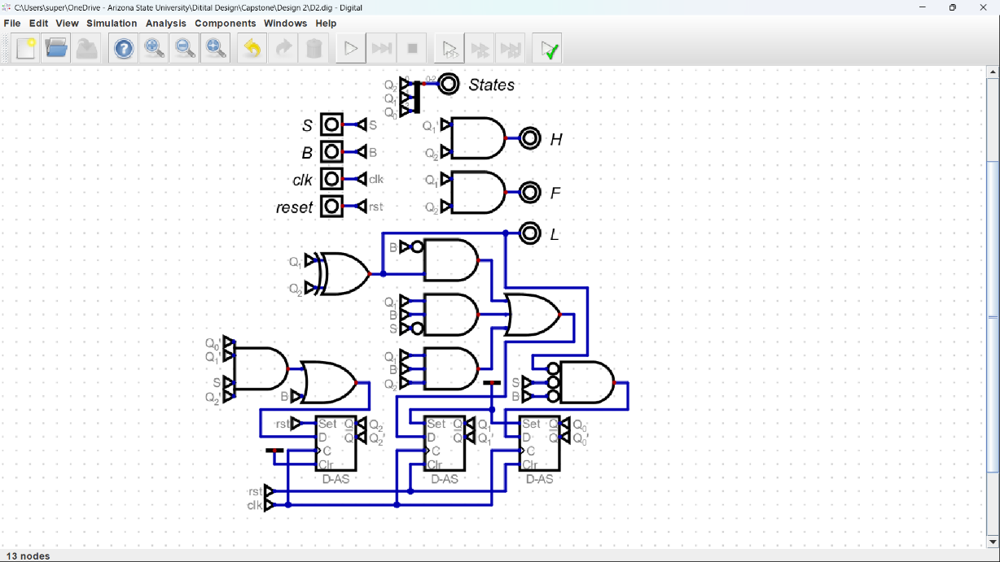 C:\Users\super\OneDrive - Arizona State University\Ditital Design\Capstone\Design 2\D2.dig - Digital
File Edit View Simulation Analysis Components Windows Help
Q2 0 0-2 States
Q1
Q0
S S Q1' H
B B Q2
clk clk Q1 F
reset rst Q2
L
B
Q1
Q2
Q1
B
S
Q0'
Q1'
Q1
B
Q2
S
Q2'
B
S
B
rst Set Q Q2 Set Q Q1 Set Q Q0
D Q Q2' D Q Q1' D Q Q0'
C C C
Clr Clr Clr
D-AS D-AS D-AS
rst
clk
13 nodes